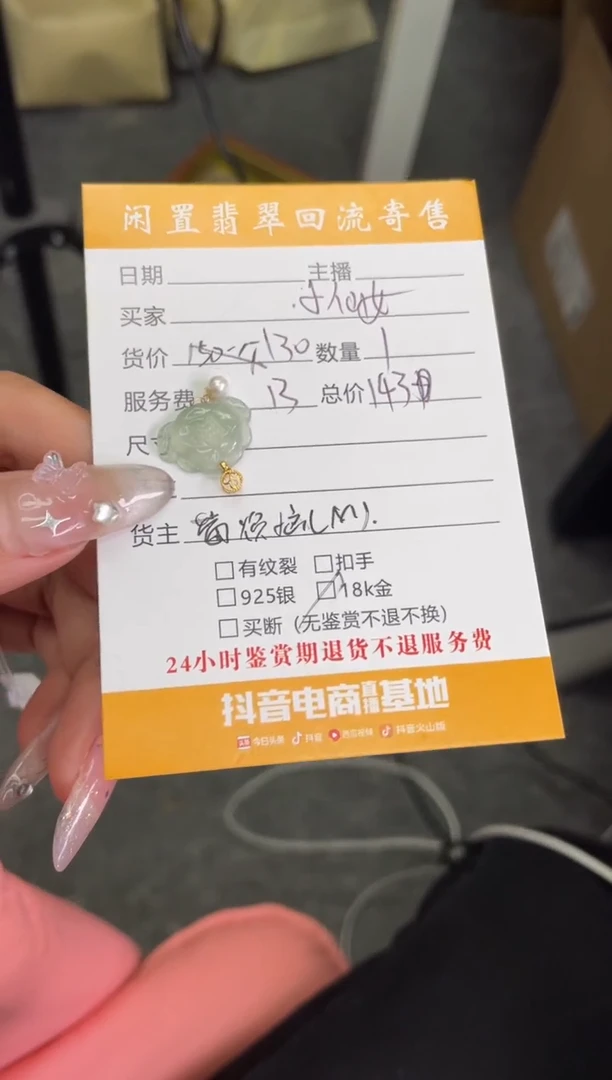 闲置翡翠回流寄售
日期 主播
买家 小仙女
货价 130 数量 1
服务费 13 总价 143
尺寸
货主
有纹裂 扣手
925银 18k金
买断（无鉴赏不退不换）
24小时鉴赏期退货不退服务费
抖音电商直播基地
今日头条 抖音 西瓜视频 抖音火山版